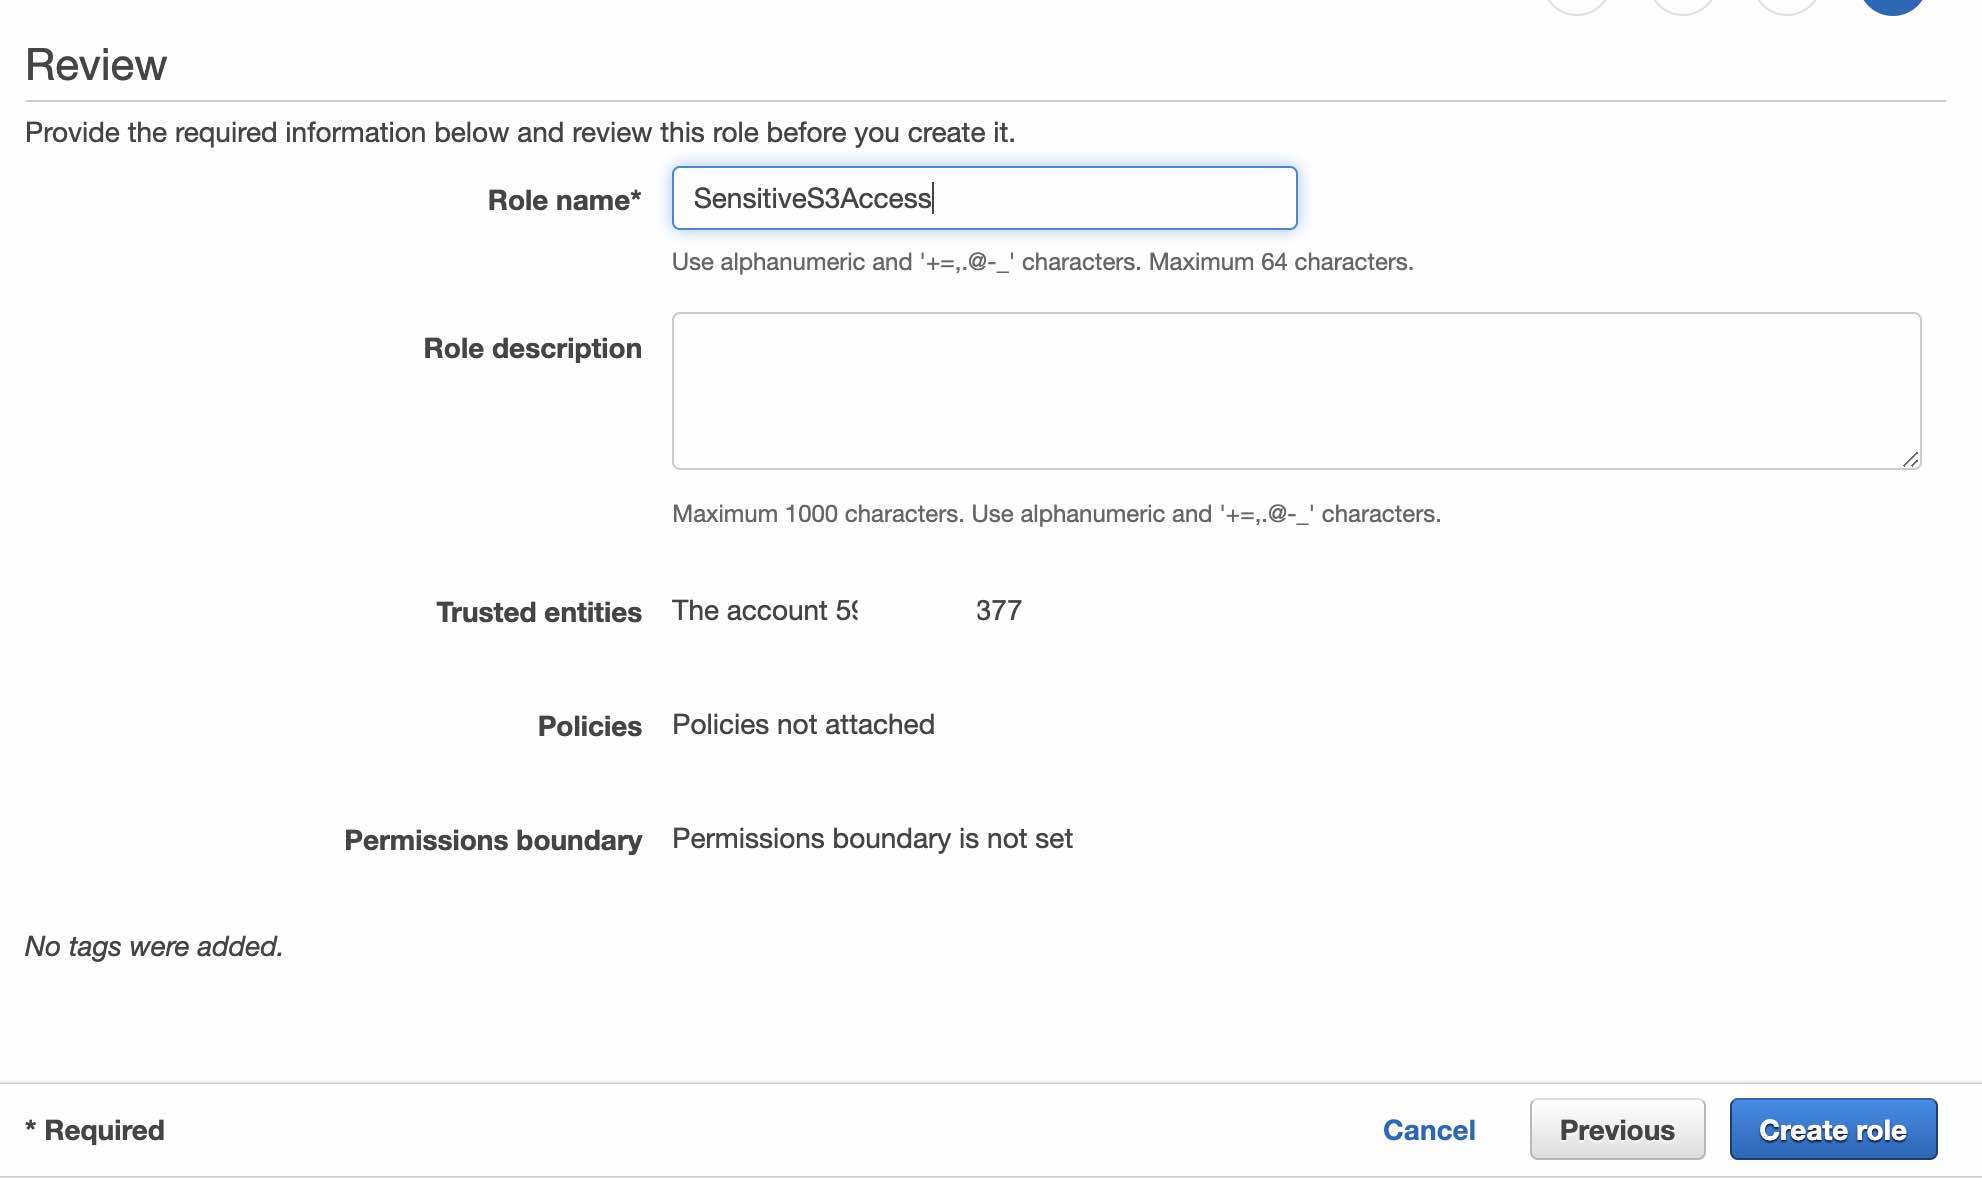 Review
Provide the required information below and review this role before you create it.
Role name* SensitiveS3Access
Use alphanumeric and '+=,.@-_' characters. Maximum 64 characters.
Role description
Maximum 1000 characters. Use alphanumeric and '+=,.@-_' characters.
Trusted entities The account 59 377
Policies Policies not attached
Permissions boundary Permissions boundary is not set
No tags were added.
* Required Cancel Previous Create role